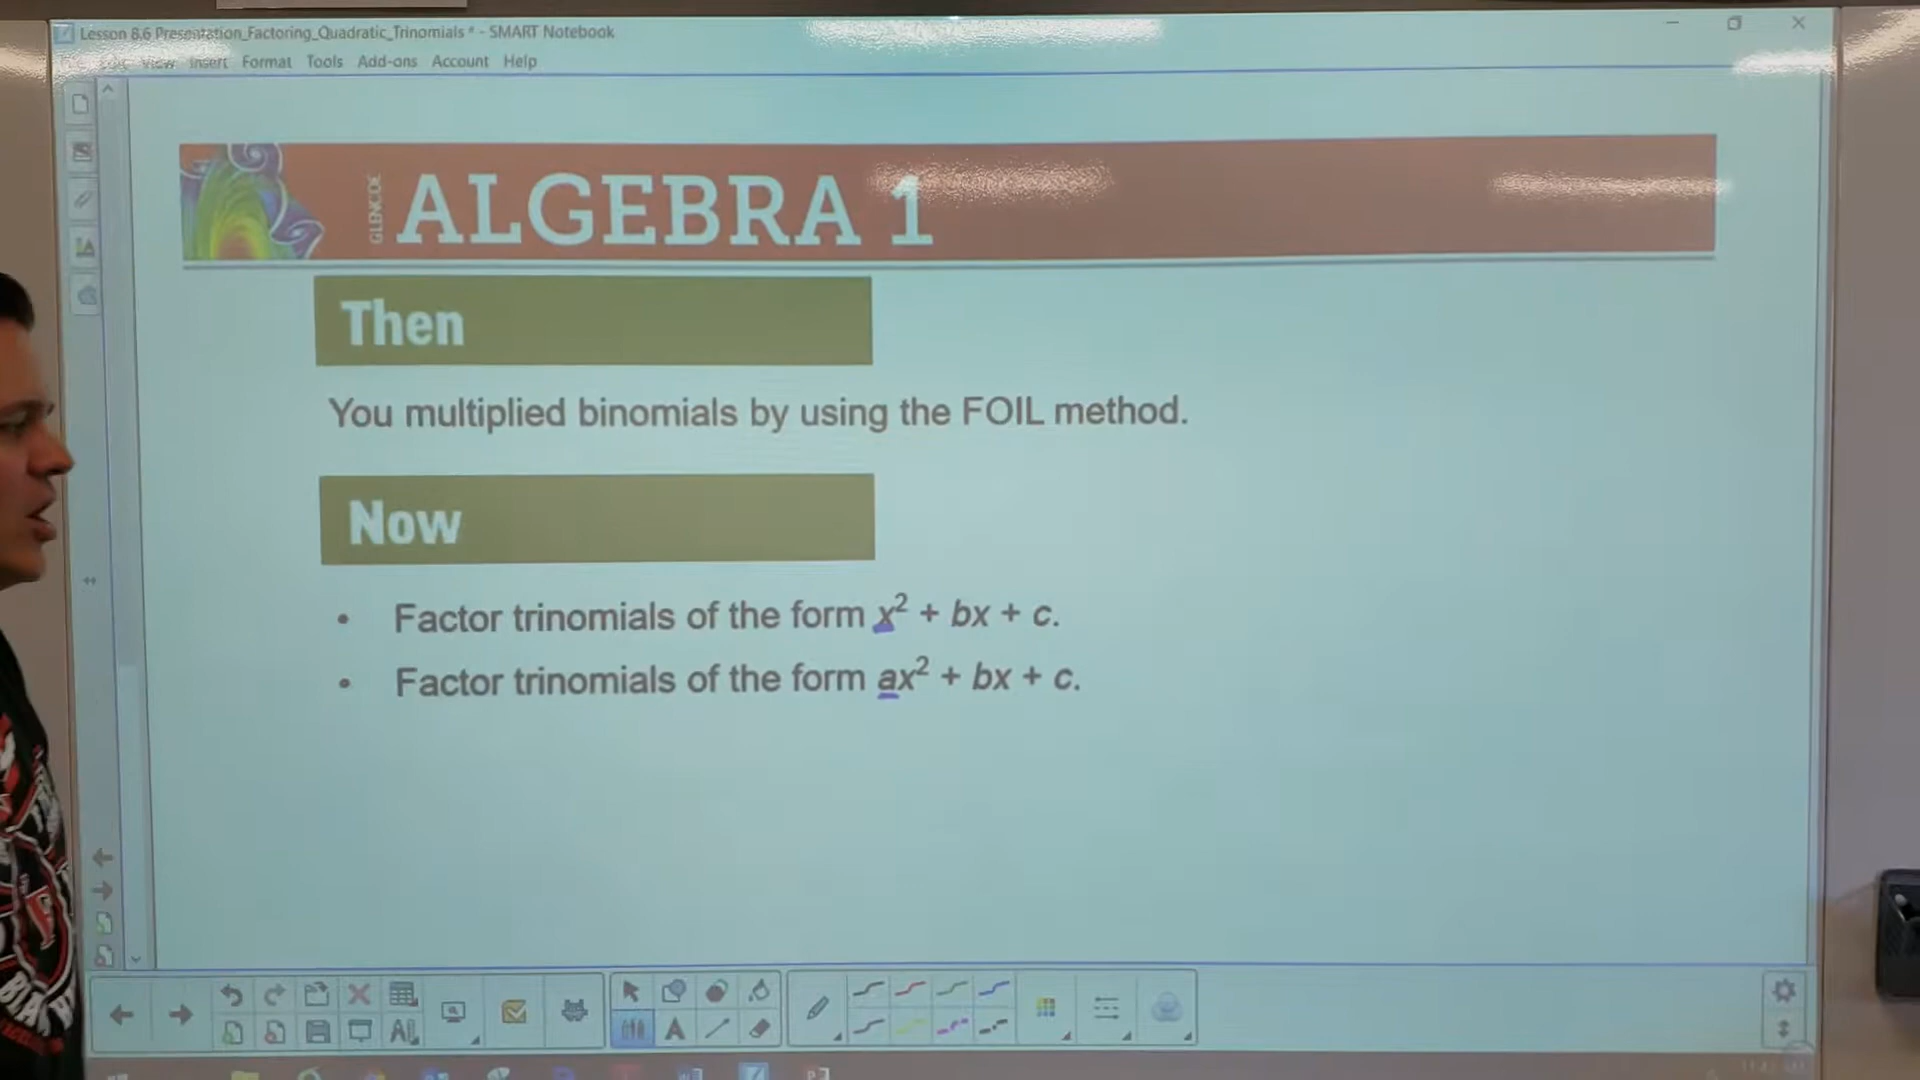 Lesson 8.6 Presentation_Factoring_Quadratic_Trinomials * - SMART Notebook
View Insert Format Tools Add-ons Account Help
GLENCOE
ALGEBRA 1
Then
You multiplied binomials by using the FOIL method.
Now
• Factor trinomials of the form x² + bx + c.
• Factor trinomials of the form ax² + bx + c.